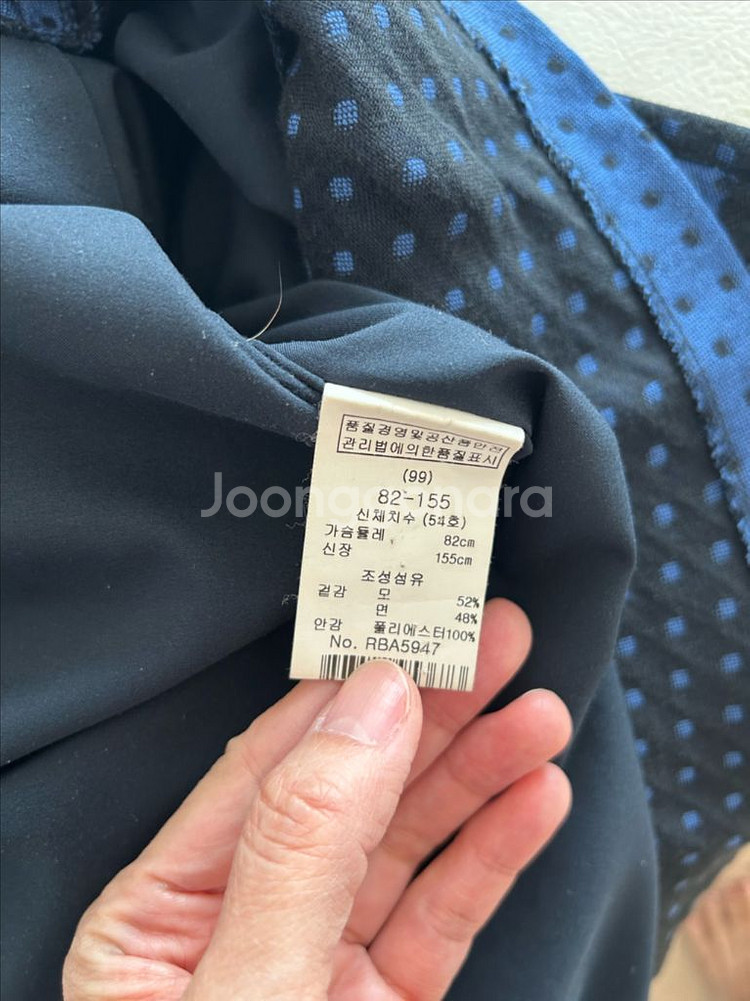 품질경영및공산품안전
관리법에의한품질표시
(99)
82-155
신체치수 (54호)
가슴둘레 82cm
신장 155cm
조성섬유
겉감 모 52%
면 48%
안감 폴리에스터100%
No. RBA5947
Joongonara